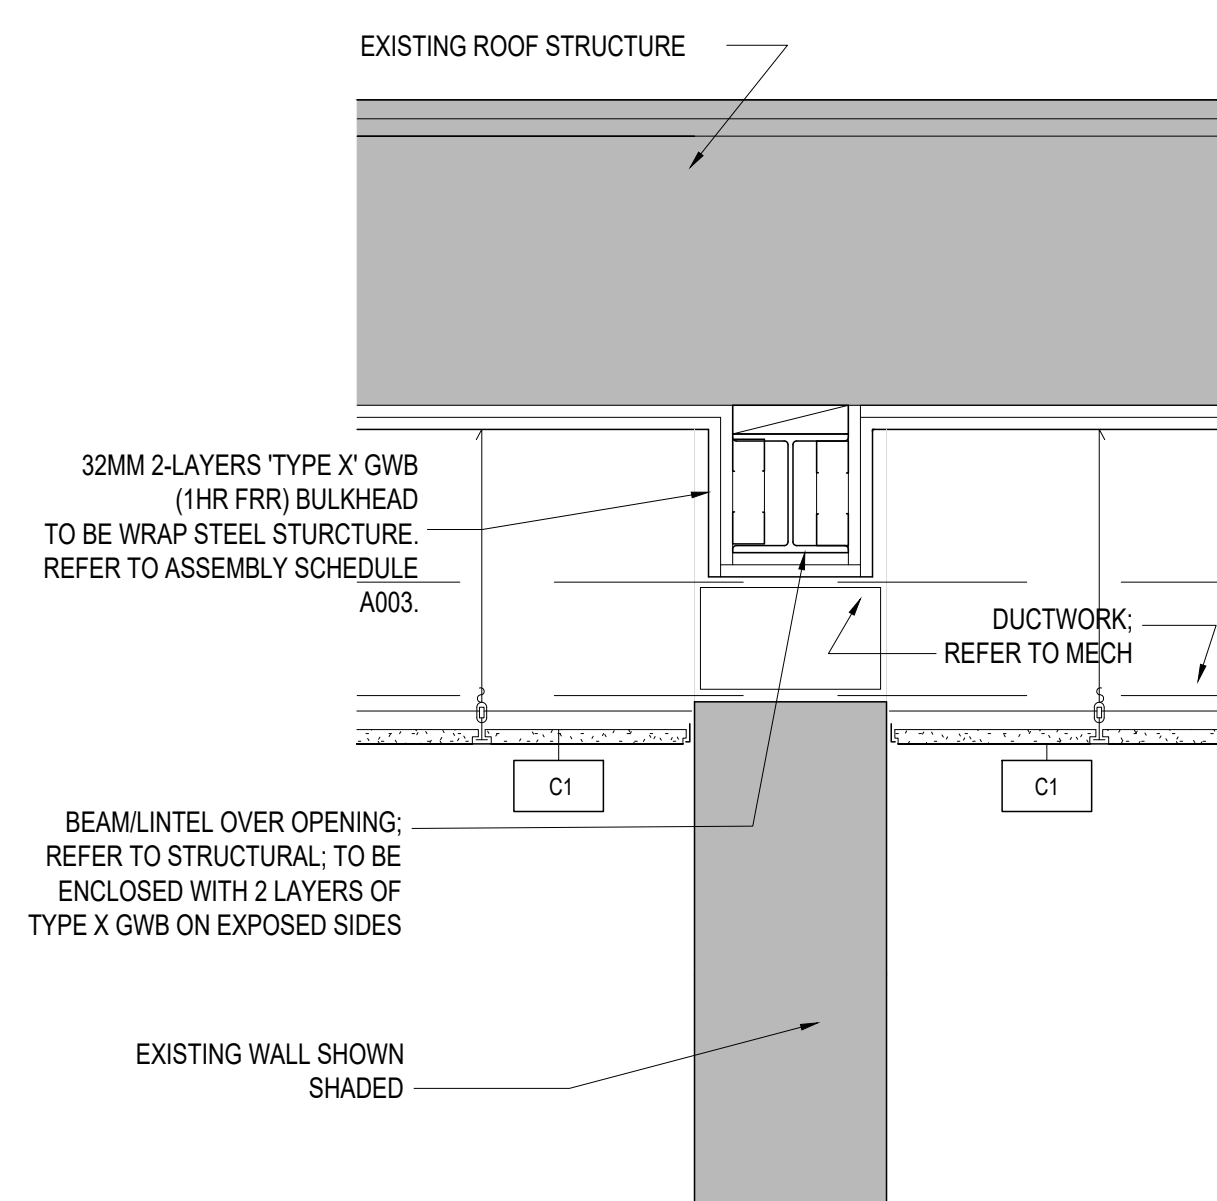 EXISTING ROOF STRUCTURE
32MM 2-LAYERS 'TYPE X' GWB
(1HR FRR) BULKHEAD
TO BE WRAP STEEL STURCTURE.
REFER TO ASSEMBLY SCHEDULE
A003.
DUCTWORK;
REFER TO MECH
C1
C1
BEAM/LINTEL OVER OPENING;
REFER TO STRUCTURAL; TO BE
ENCLOSED WITH 2 LAYERS OF
TYPE X GWB ON EXPOSED SIDES
EXISTING WALL SHOWN
SHADED